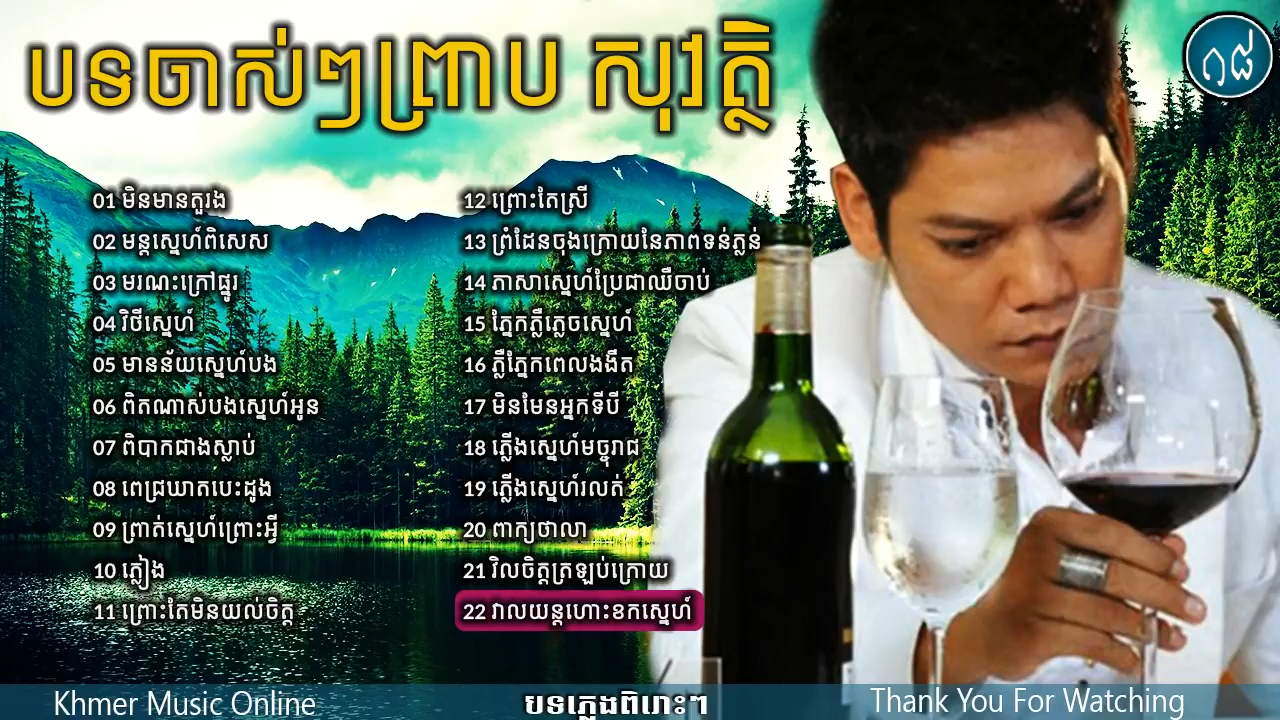 បទចាស់ៗព្រាប សុវត្ថិ
រជ
01 មិនមានតួរង
02 មន្តស្នេហ៍ពិសេស
03 មរណះក្រៅផ្នូរ
04 វិថីស្នេហ៍
05 មានន័យស្នេហ៍បង
06 ពិតណាស់បងស្នេហ៍អូន
07 ពិបាកជាងស្លាប់
08 ពេជ្រឃាតបេះដូង
09 ព្រាត់ស្នេហ៍ព្រោះអ្វី
10 ភ្លៀង
11 ព្រោះតែមិនយល់ចិត្ត
12 ព្រោះតែស្រី
13 ព្រំដែនចុងក្រោយនែភាពទន់ភ្លន់
14 ភាសាស្នេហ៍ប្រែជាឈឺចាប់
15 ភ្នែកភ្លឺភ្លេចស្នេហ៍
16 ភ្លឺភ្នែកពេលងងឹត
17 មិនមែនអ្នកទីបី
18 ភ្លើងស្នេហ៍មច្ចុរាជ
19 ភ្លើងស្នេហ៍រលត់
20 ពាក្យថាលា
21 វិលចិត្តត្រឡប់ក្រោយ
22 វាលយន្តហោះខកស្នេហ៍
Khmer Music Online
បទភ្លេងពិរោះៗ
Thank You For Watching